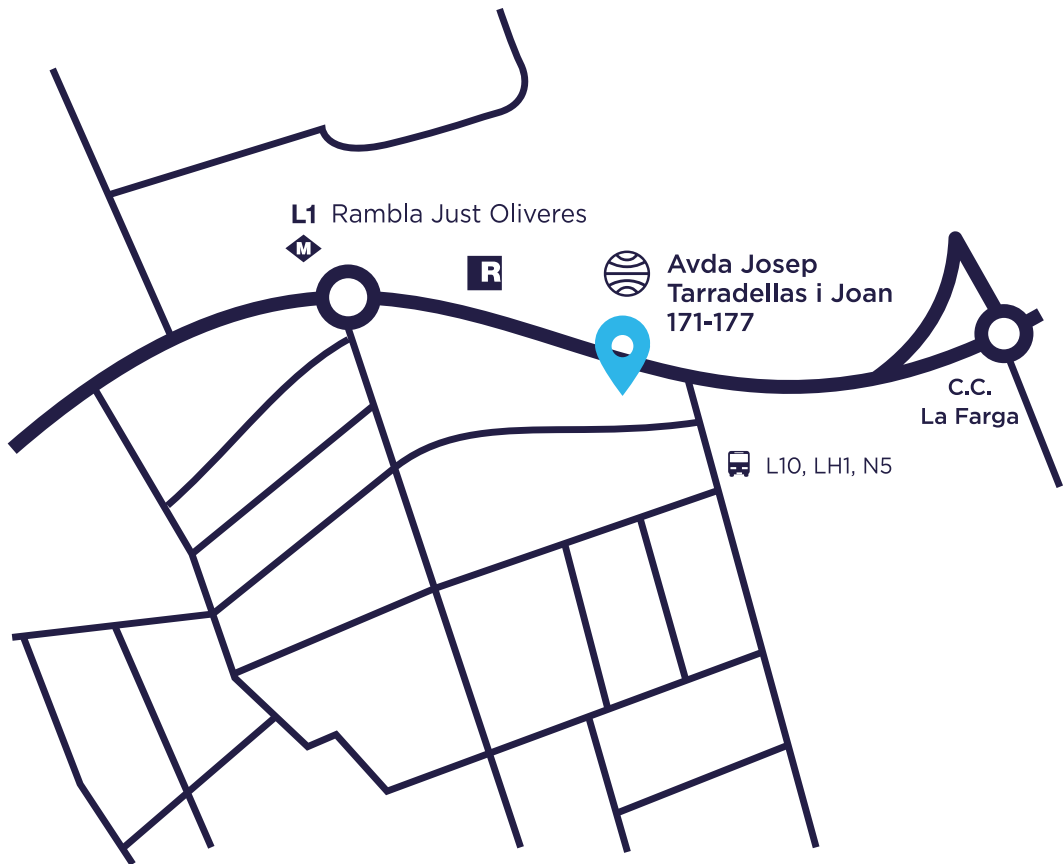 L1 Rambla Just Oliveres
M
R
Avda Josep
Tarradellas i Joan
171-177
C.C.
La Farga
L10, LH1, N5